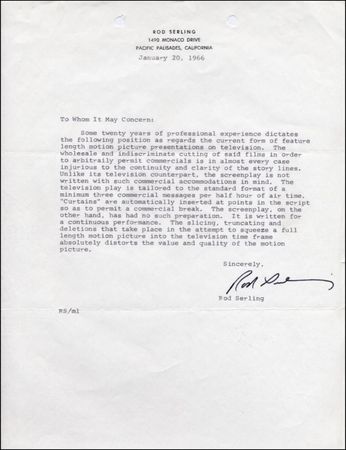 ROD SERLING
1490 MONACO DRIVE
PACIFIC PALISADES, CALIFORNIA
January 20, 1966
To Whom It May Concern:
Some twenty years of professional experience dictates
the following position as regards the current form of feature
length motion picture presentations on television. The
wholesale and indiscriminate cutting of said films in order
to arbitraily permit commercials is in almost every case
injurious to the continuity and clarity of the story lines.
Unlike its television counterpart, the screenplay is not
written with such commercial accommodations in mind. The
television play is tailored to the standard format of a
minimum three commercial messages per half hour of air time.
"Curtains" are automatically inserted at points in the script
so as to permit a commercial break. The screenplay, on the
other hand, has had no such preparation. It is written for
a continuous performance. The slicing, truncating and
deletions that take place in the attempt to squeeze a full
length motion picture into the television time frame
absolutely distorts the value and quality of the motion
picture.
Sincerely,
Rod Serling
Rod Serling
RS/ml